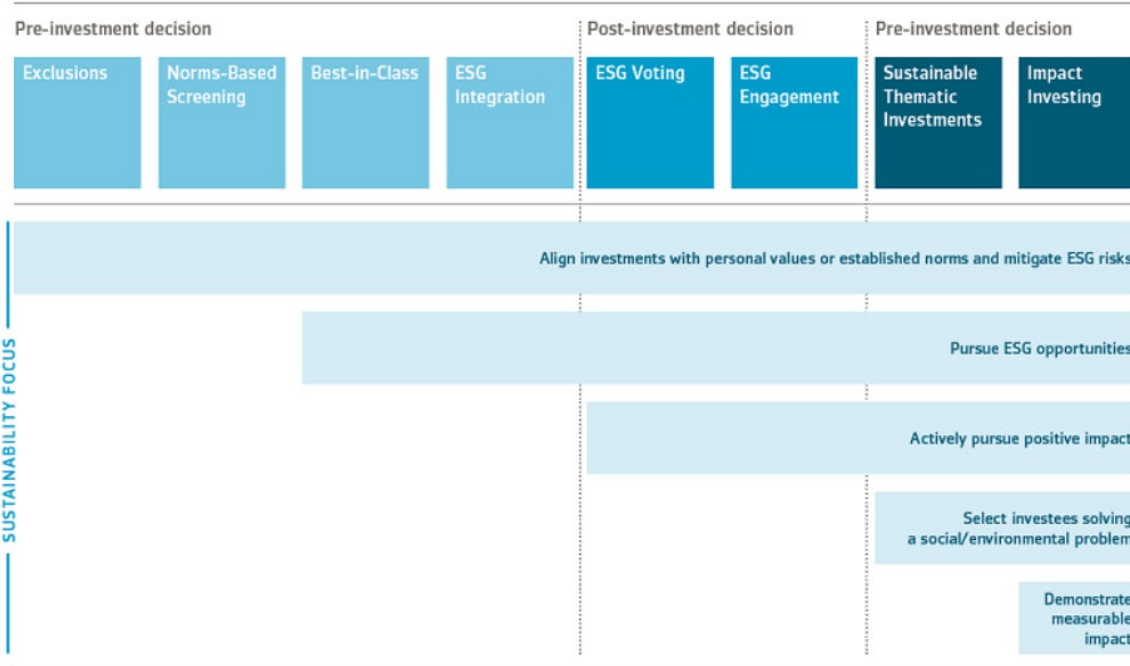 Pre-investment decision
Post-investment decision
Pre-investment decision
Exclusions
Norms-Based
Screening
Best-in-Class
ESG
Integration
ESG Voting
ESG
Engagement
Sustainable
Thematic
Investments
Impact
Investing
SUSTAINABILITY FOCUS
Align investments with personal values or established norms and mitigate ESG risks
Pursue ESG opportunities
Actively pursue positive impact
Select investees solving
a social/environmental problem
Demonstrate
measurable
impact